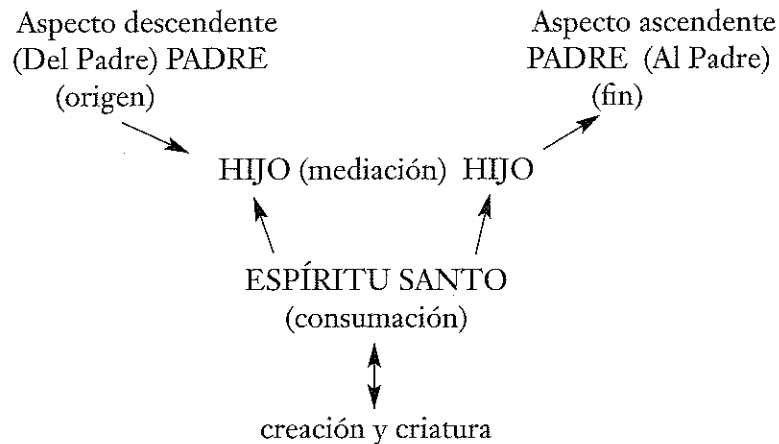 Aspecto descendente
(Del Padre) PADRE
(origen)
Aspecto ascendente
PADRE (Al Padre)
(fin)
HIJO (mediación) HIJO
ESPÍRITU SANTO
(consumación)
creación y criatura